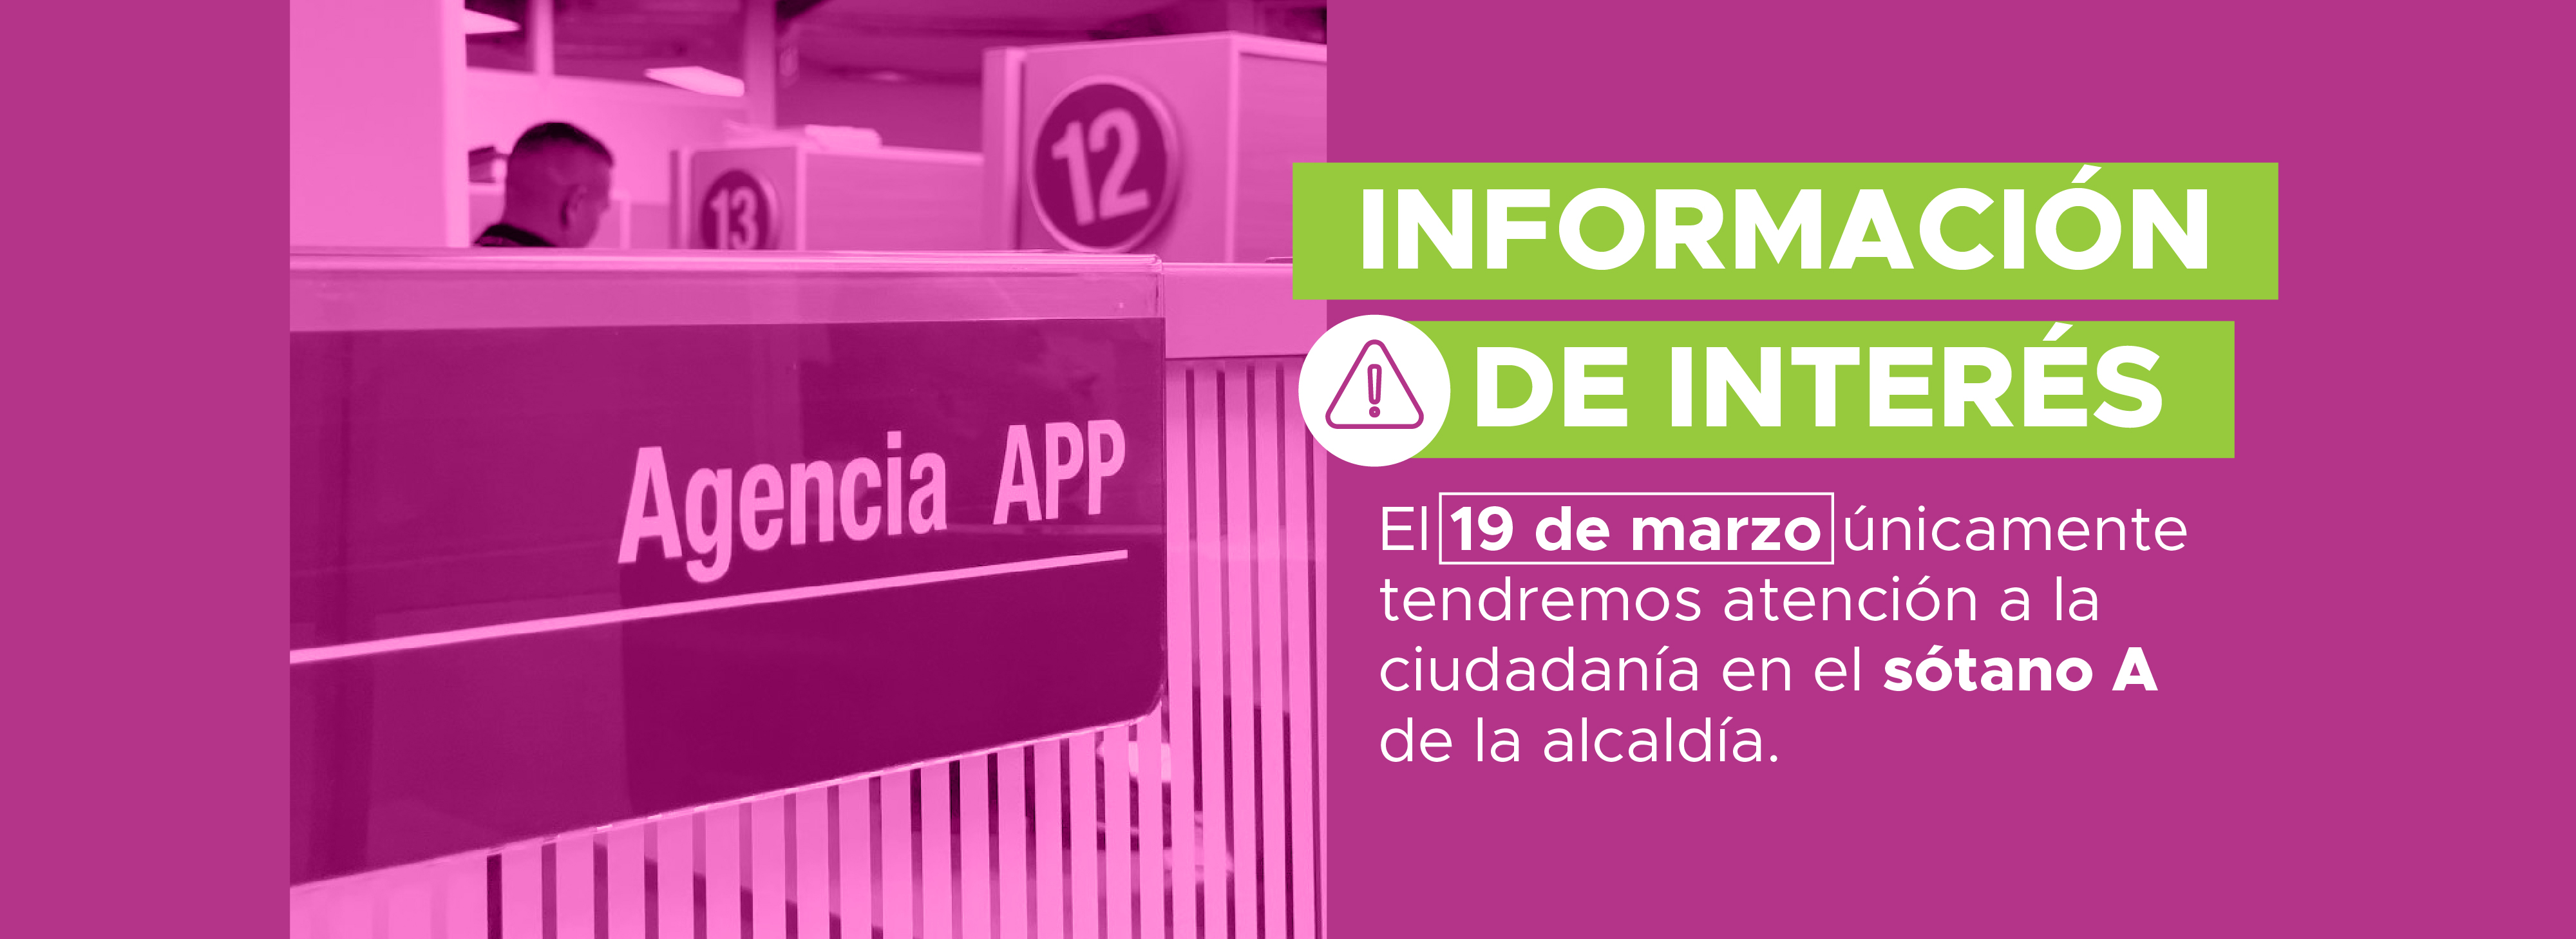 12
13
Agencia APP
INFORMACIÓN
DE INTERÉS
El 19 de marzo únicamente
tendremos atención a la
ciudadanía en el sótano A
de la alcaldía.